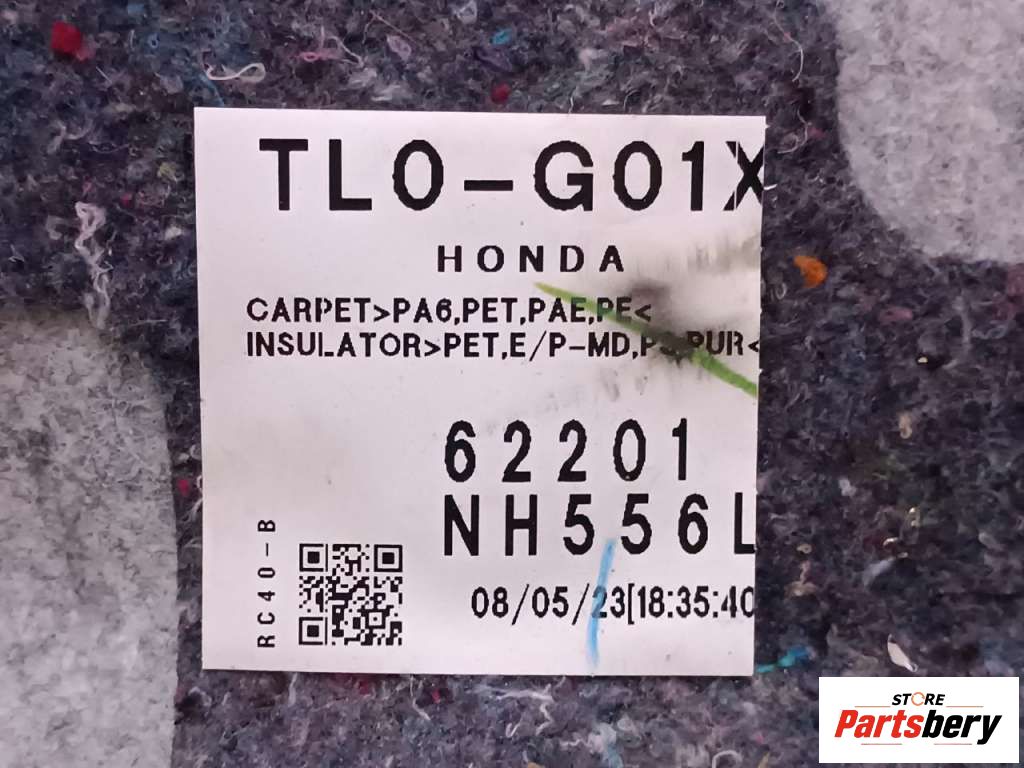 TL0-G01X
HONDA
CARPET>PA6,PET,PAE,PE<
INSULATOR>PET,E/P-MD, PUR<
62201
NH556L
RC40-B
08/05/23[18:35:40
STORE
Partsbery